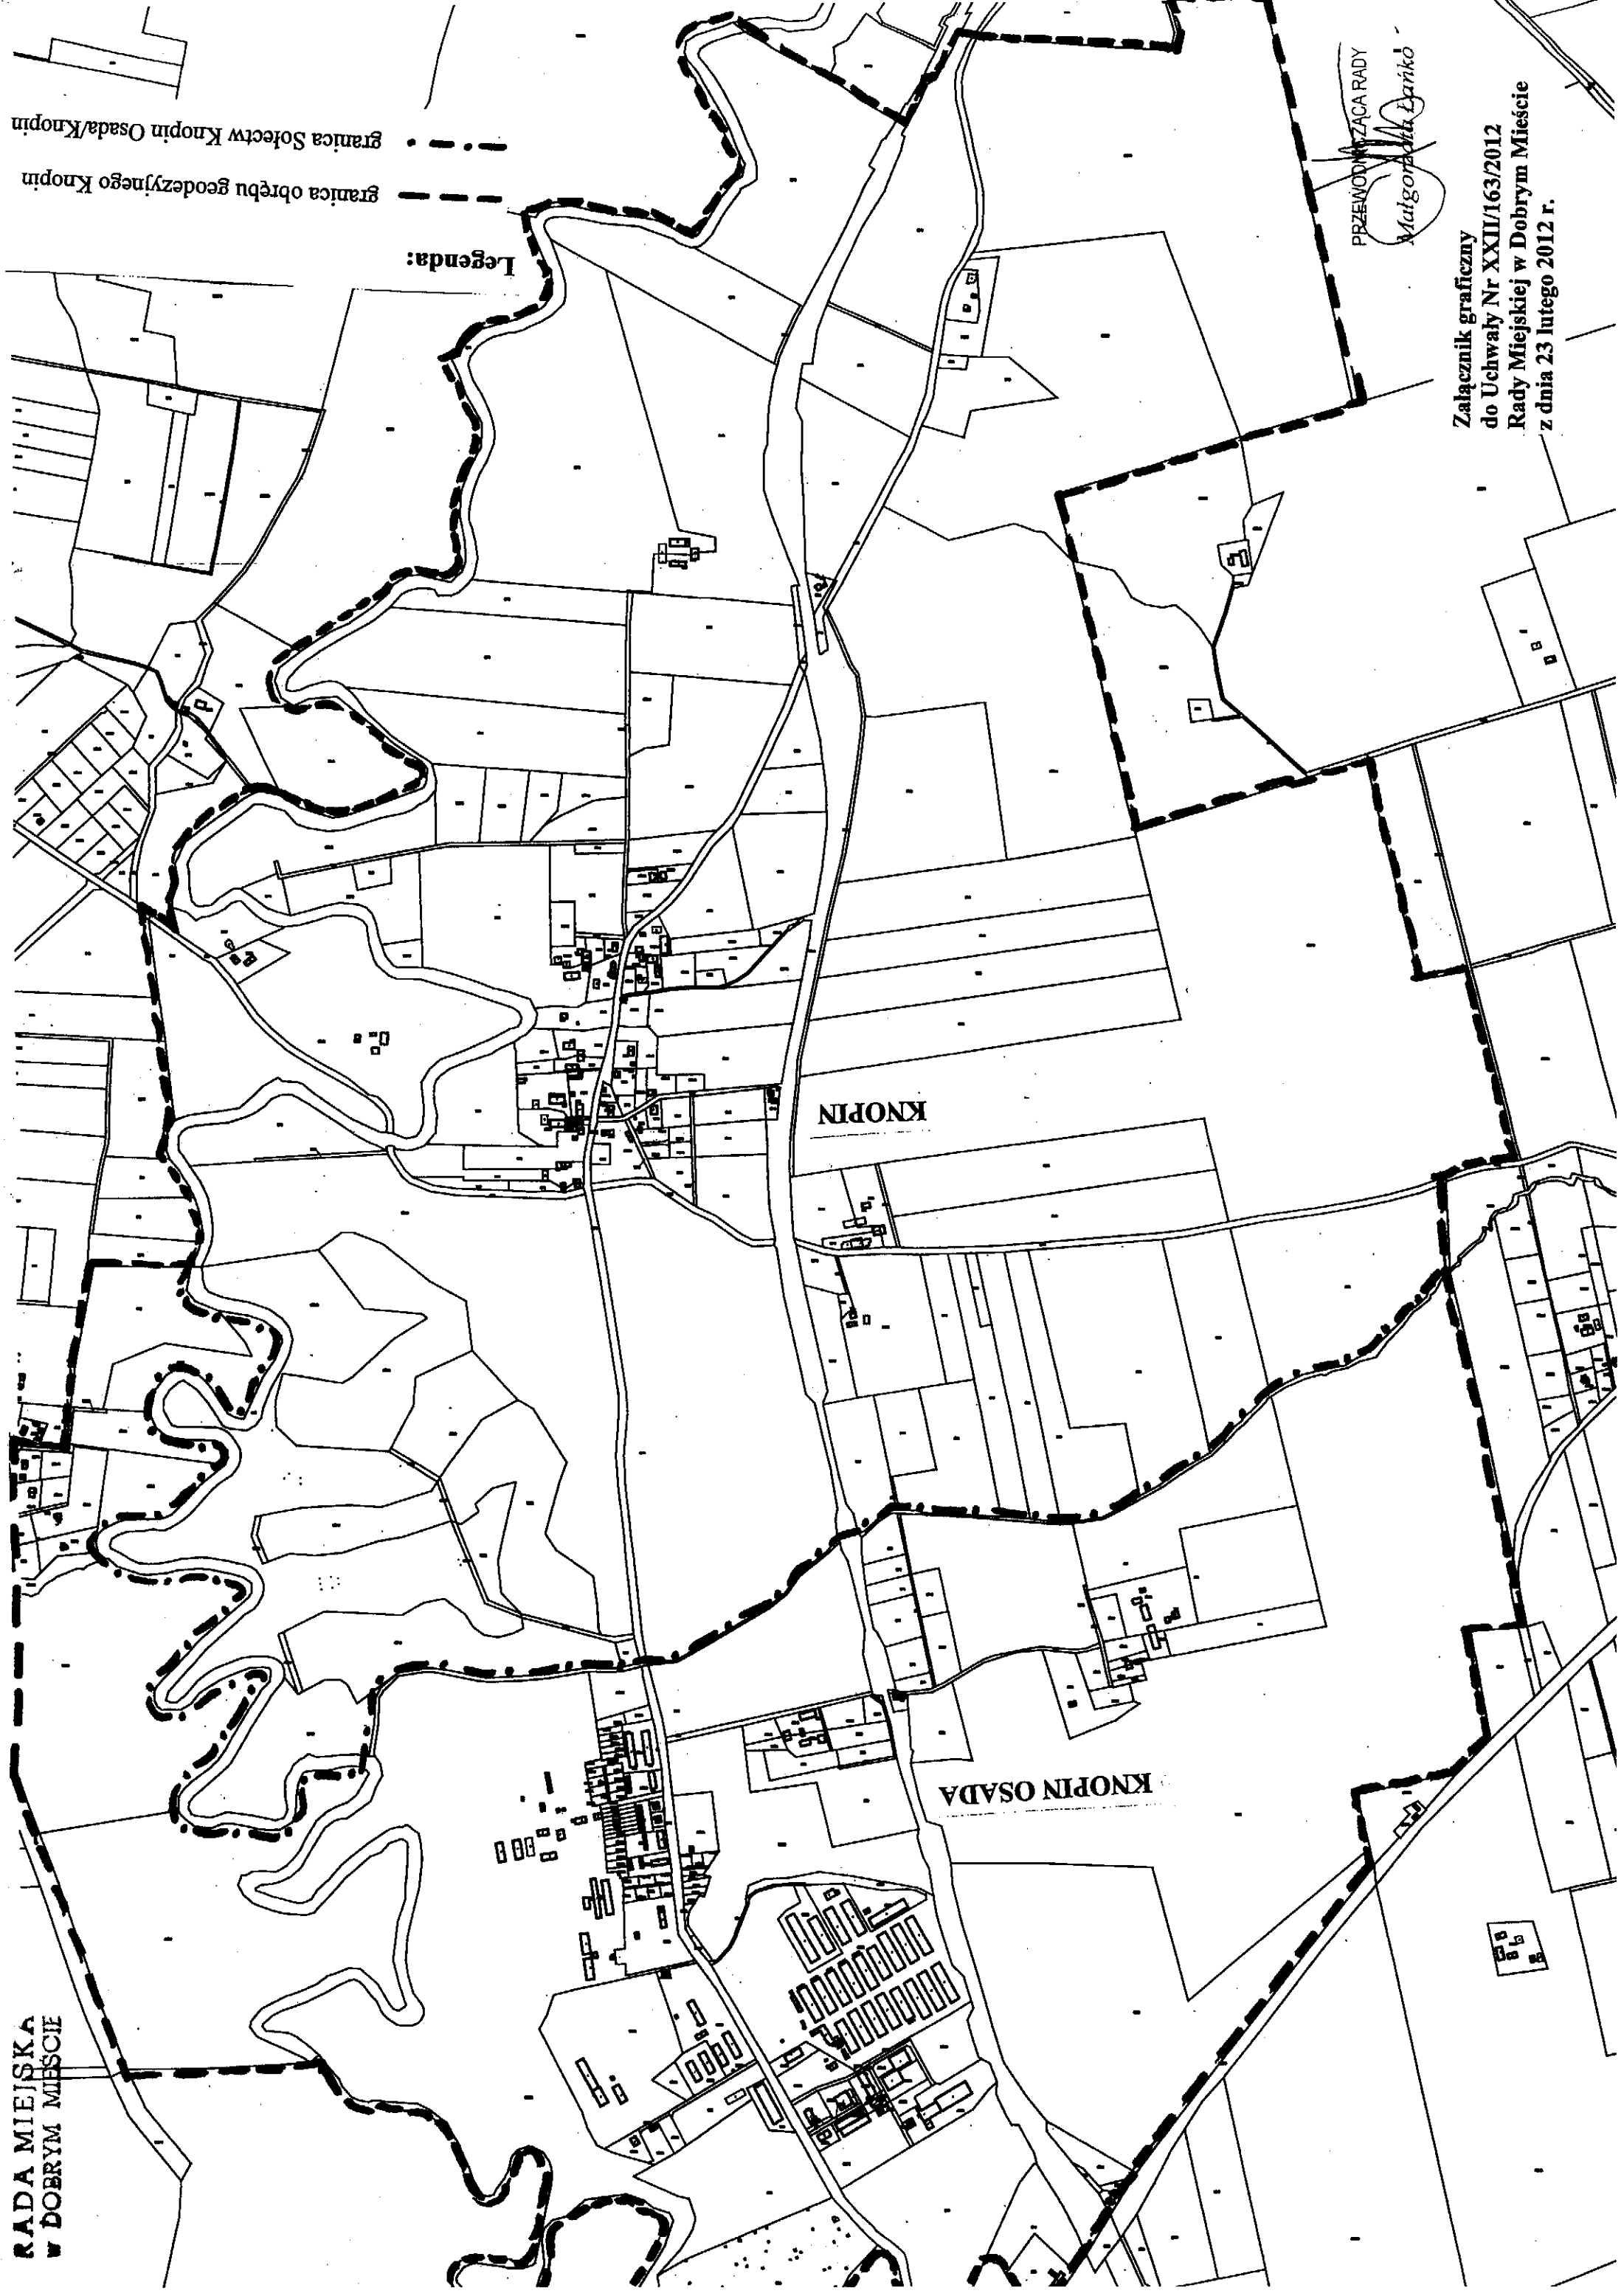 RADA MIEJSKA
w DOBRYM MIEŚCIE
Legenda:
granica obrębu geodezyjnego Knopin
granica Sołectw Knopin Osada/Knopin
KNOPIN
KNOPIN OSADA
PRZEWODNICZĄCA RADY
Małgorzata Łańko
Załącznik graficzny
do Uchwały Nr XXII/163/2012
Rady Miejskiej w Dobrym Mieście
z dnia 23 lutego 2012 r.